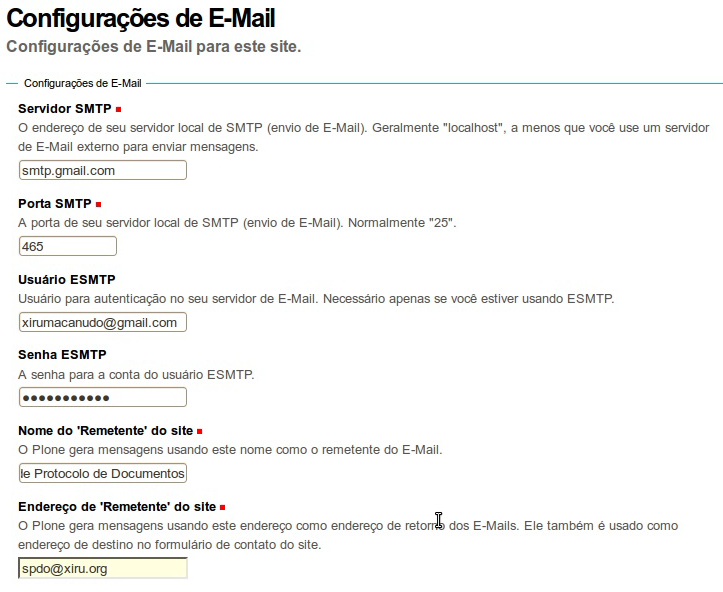 Configurações de E-Mail
Configurações de E-Mail para este site.
Configurações de E-Mail
Servidor SMTP
O endereço de seu servidor local de SMTP (envio de E-Mail). Geralmente "localhost", a menos que você use um servidor
de E-Mail externo para enviar mensagens.
smtp.gmail.com
Porta SMTP
A porta de seu servidor local de SMTP (envio de E-Mail). Normalmente "25".
465
Usuário ESMTP
Usuário para autenticação no seu servidor de E-Mail. Necessário apenas se você estiver usando ESMTP.
xirumacanudo@gmail.com
Senha ESMTP
A senha para a conta do usuário ESMTP.
●●●●●●●●●●●
Nome do 'Remetente' do site
O Plone gera mensagens usando este nome como o remetente do E-Mail.
le Protocolo de Documentos
Endereço de 'Remetente' do site
O Plone gera mensagens usando este endereço como endereço de retorno dos E-Mails. Ele também é usado como
endereço de destino no formulário de contato do site.
spdo@xiru.org